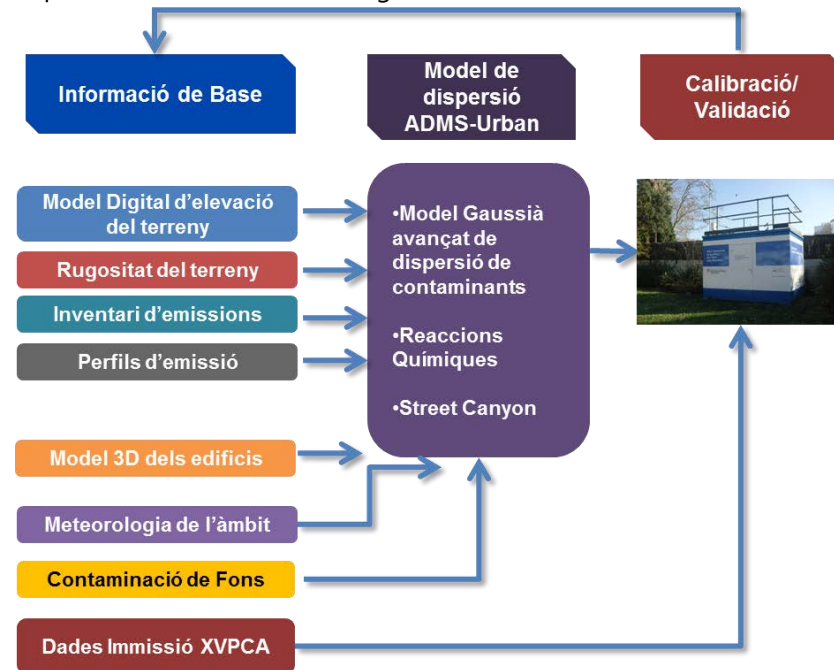 Informació de Base
Model de
dispersió
ADMS-Urban
Calibració/
Validació
Model Digital d'elevació
del terreny
Rugositat del terreny
Inventari d'emissions
Perfils d'emissió
Model 3D dels edificis
Meteorologia de l'àmbit
Contaminació de Fons
Dades Immissió XVPCA
•Model Gaussià
avançat de
dispersió de
contaminants
•Reaccions
Químiques
•Street Canyon